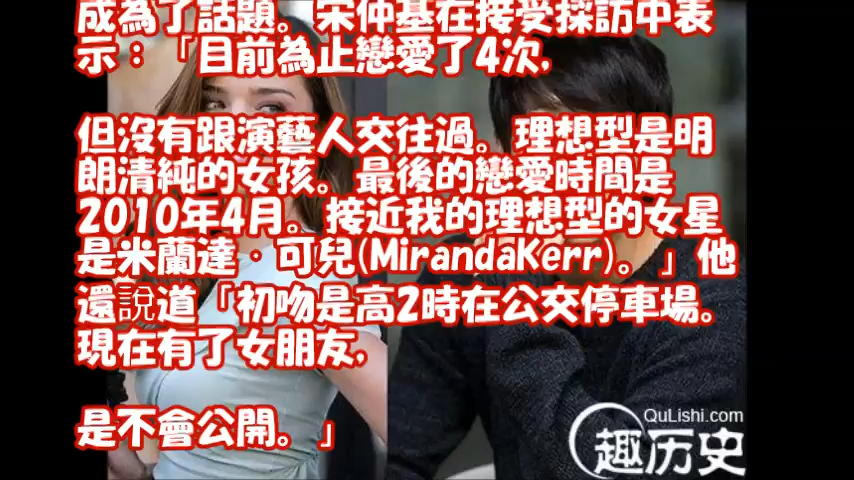 成為了話題。宋仲基在接受採訪中表
示：「目前為止戀愛了4次,
但沒有跟演藝人交往過。理想型是明
朗清純的女孩。最後的戀愛時間是
2010年4月。接近我的理想型的女星
是米蘭達·可兒(MirandaKerr)。」他
還說道「初吻是高2時在公交停車場。
現在有了女朋友,
是不會公開。」
QuLishi.com
趣历史